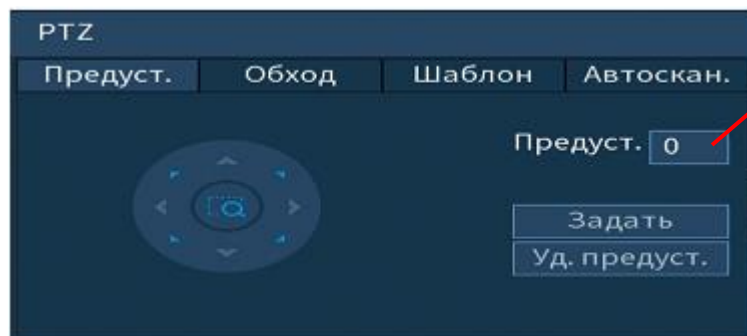 PTZ
Предуст. Обход Шаблон Автоскан.
Предуст. 0
Задать
Уд. предуст.